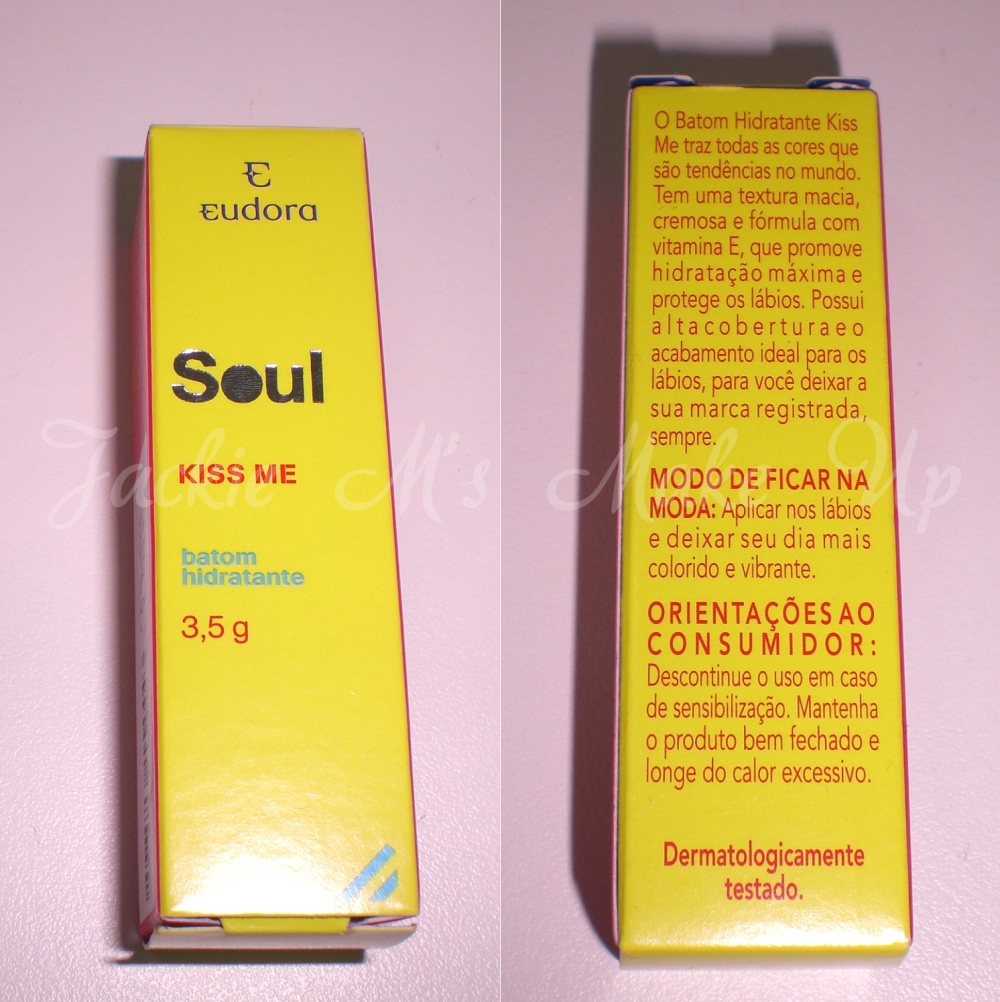 E
Eudora
Soul
KISS ME
batom
hidratante
3,5 g
O Batom Hidratante Kiss
Me traz todas as cores que
são tendências no mundo.
Tem uma textura macia,
cremosa e fórmula com
vitamina E, que promove
hidratação máxima e
protege os lábios. Possui
alta cobertura e o
acabamento ideal para os
lábios, para você deixar a
sua marca registrada,
sempre.
MODO DE FICAR NA
MODA: Aplicar nos lábios
e deixar seu dia mais
colorido e vibrante.
ORIENTAÇÕES AO
CONSUMIDOR:
Descontinue o uso em caso
de sensibilização. Mantenha
o produto bem fechado e
longe do calor excessivo.
Dermatologicamente
testado.
Jackie M's Make Up